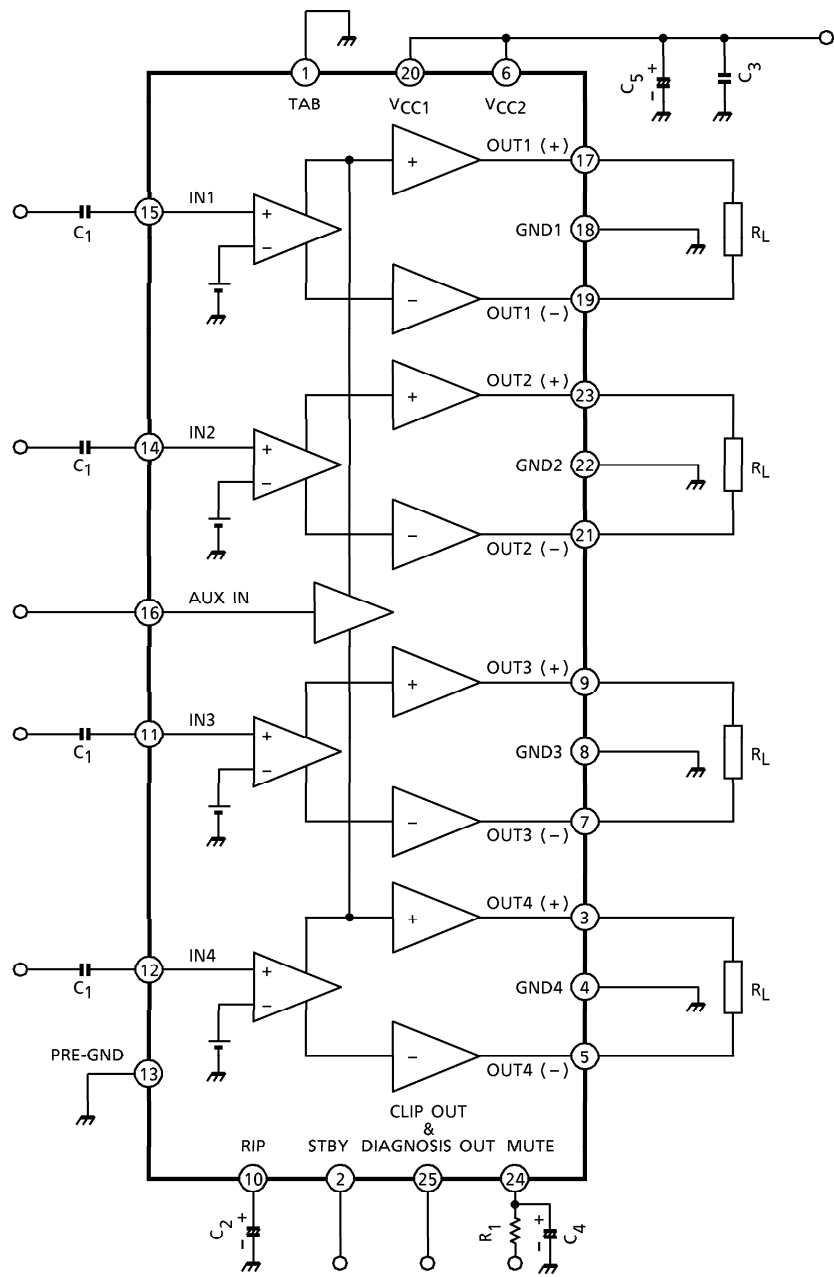 1 20 6
TAB VCC1 VCC2
C5 + − C3
OUT1 (+) 17
+
C1 15 IN1 + −
GND1 18 RL
−
OUT1 (−) 19
OUT2 (+) 23
+
C1 14 IN2 + −
GND2 22 RL
−
OUT2 (−) 21
16 AUX IN
OUT3 (+) 9
+
C1 11 IN3 + −
GND3 8 RL
−
OUT3 (−) 7
OUT4 (+) 3
+
C1 12 IN4 + −
GND4 4 RL
−
OUT4 (−) 5
PRE-GND 13
CLIP OUT
&
RIP STBY DIAGNOSIS OUT MUTE
10 2 25 24
C2 + − R1 + − C4